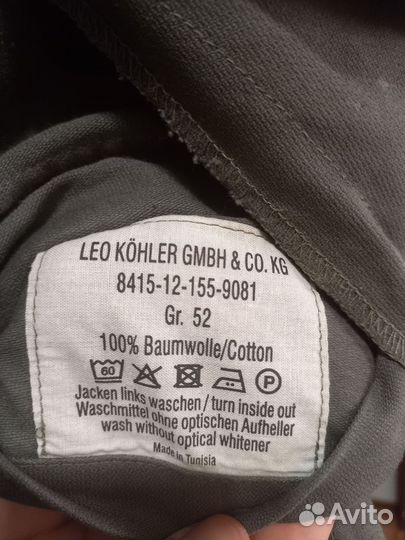 LEO KÖHLER GMBH & CO. KG
8415-12-155-9081
Gr. 52
100% Baumwolle/Cotton
60 P
Jacken links waschen / turn inside out
Waschmittel ohne optischen Aufheller
wash without optical whitener
Made in Tunisia
Avito